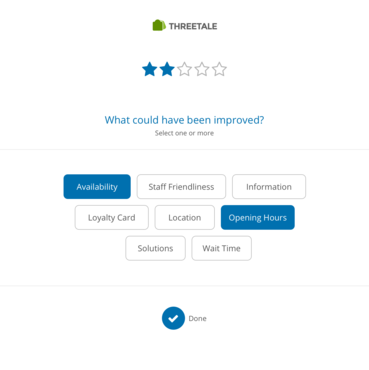 THREETALE
What could have been improved?
Select one or more
Availability
Staff Friendliness
Information
Loyalty Card
Location
Opening Hours
Solutions
Wait Time
Done